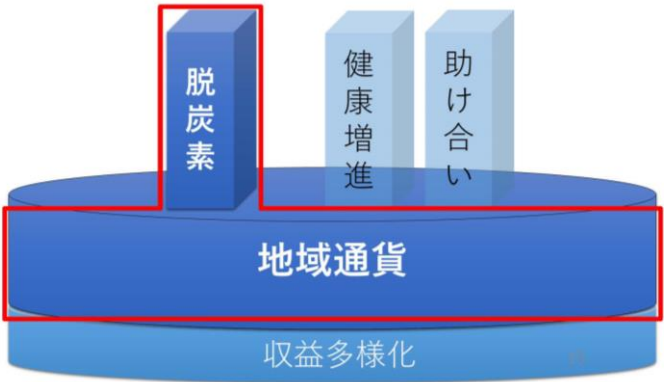 脱炭素
健康増進
助け合い
地域通貨
収益多様化